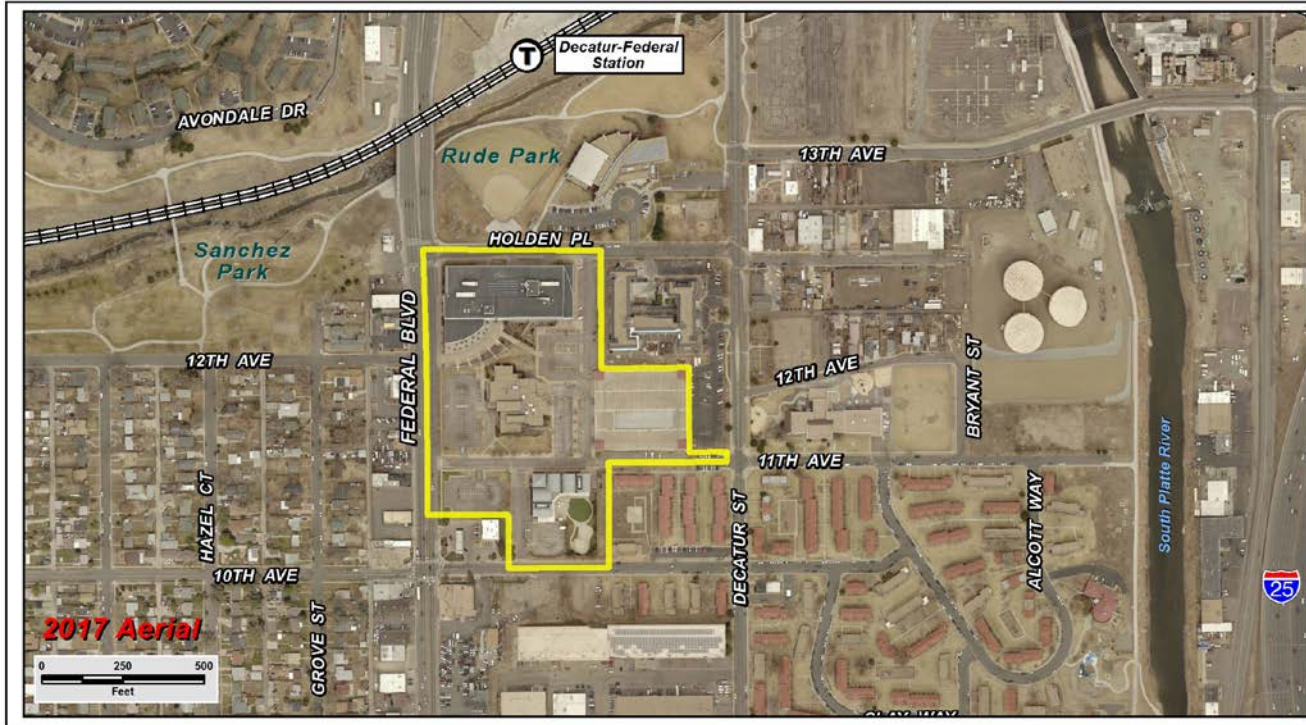 T
Decatur-Federal
Station
AVONDALE DR
Rude Park
13TH AVE
HOLDEN PL
Sanchez
Park
FEDERAL BLVD
12TH AVE
12TH AVE
BRYANT ST
HAZEL CT
11TH AVE
DECATUR ST
ALCOTT WAY
South Platte River
10TH AVE
GROVE ST
25
2017 Aerial
0 250 500
Feet
CLAY WAY